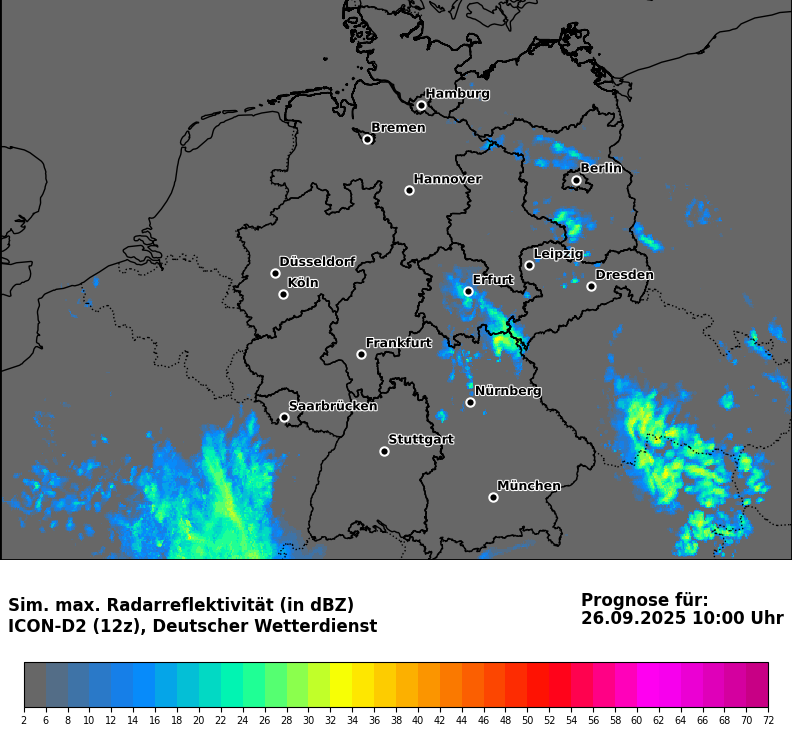 Hamburg
Bremen
Berlin
Hannover
Leipzig
Düsseldorf
Dresden
Erfurt
Köln
Frankfurt
Nürnberg
Saarbrücken
Stuttgart
München
Sim. max. Radarreflektivität (in dBZ)
ICON-D2 (12z), Deutscher Wetterdienst
Prognose für:
26.09.2025 10:00 Uhr
2 6 8 10 12 14 16 18 20 22 24 26 28 30 32 34 36 38 40 42 44 46 48 50 52 54 56 58 60 62 64 66 68 70 72